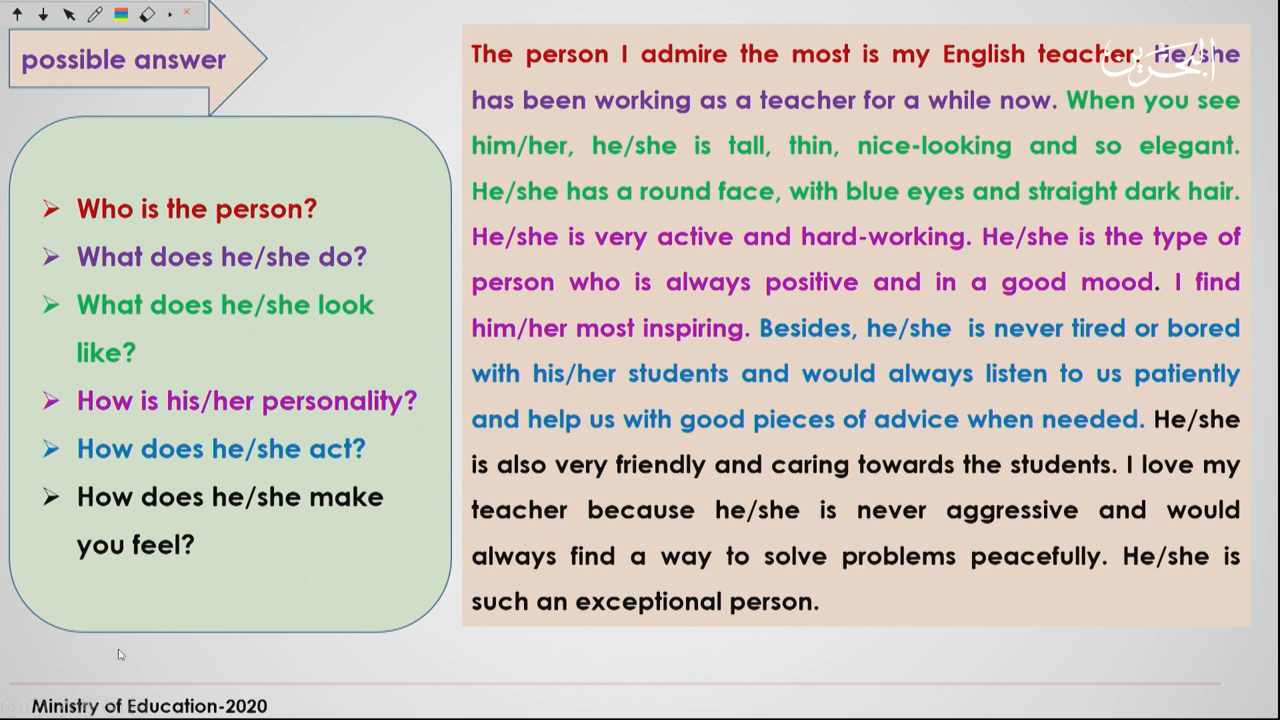 possible answer
Who is the person?
What does he/she do?
What does he/she look
like?
How is his/her personality?
How does he/she act?
How does he/she make
you feel?
The person I admire the most is my English teacher. He/she
has been working as a teacher for a while now. When you see
him/her, he/she is tall, thin, nice-looking and so elegant.
He/she has a round face, with blue eyes and straight dark hair.
He/she is very active and hard-working. He/she is the type of
person who is always positive and in a good mood. I find
him/her most inspiring. Besides, he/she is never tired or bored
with his/her students and would always listen to us patiently
and help us with good pieces of advice when needed. He/she
is also very friendly and caring towards the students. I love my
teacher because he/she is never aggressive and would
always find a way to solve problems peacefully. He/she is
such an exceptional person.
البحرين
Ministry of Education-2020